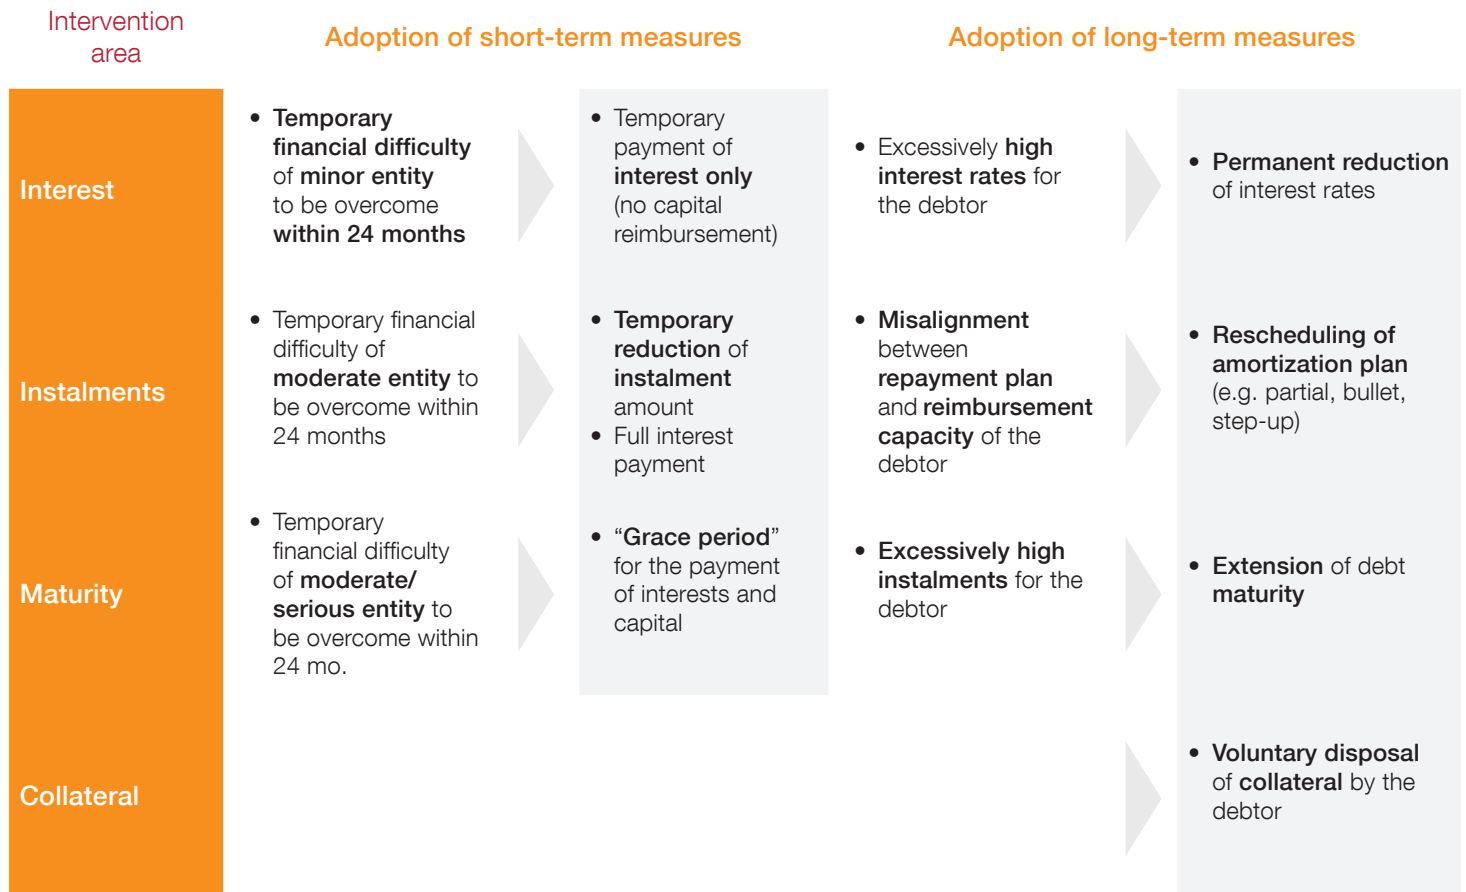 Intervention
area
Adoption of short-term measures
Adoption of long-term measures
Interest
• Temporary
financial difficulty
of minor entity
to be overcome
within 24 months
• Temporary
payment of
interest only
(no capital
reimbursement)
• Excessively high
interest rates for
the debtor
• Permanent reduction
of interest rates
Instalments
• Temporary financial
difficulty of
moderate entity to
be overcome within
24 months
• Temporary
reduction of
instalment
amount
• Full interest
payment
• Misalignment
between
repayment plan
and reimbursement
capacity of the
debtor
• Rescheduling of
amortization plan
(e.g. partial, bullet,
step-up)
Maturity
• Temporary
financial difficulty
of moderate/
serious entity to
be overcome within
24 mo.
• “Grace period”
for the payment
of interests and
capital
• Excessively high
instalments for the
debtor
• Extension of debt
maturity
Collateral
• Voluntary disposal
of collateral by the
debtor